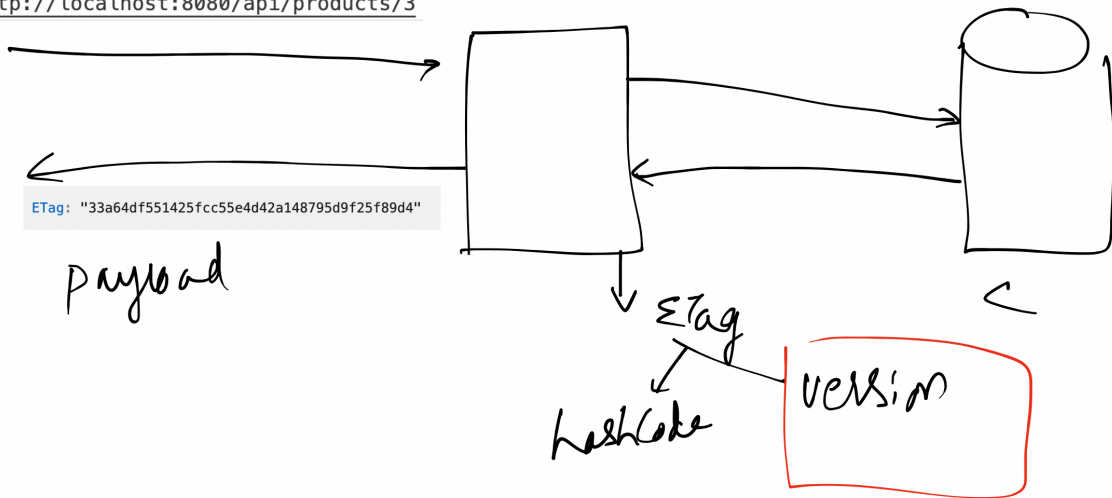 tp://localhost:8080/api/products/3
ETag: "33a64df551425fcc55e4d42a148795d9f25f89d4"
payload
ETag
version
hashCode